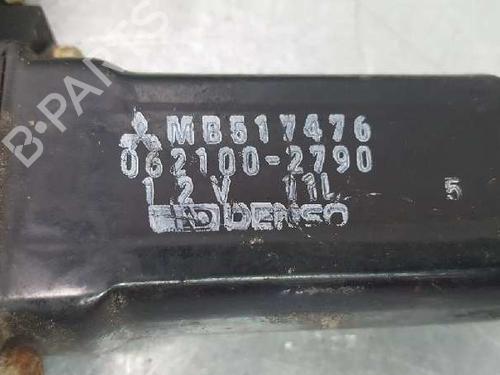 B-PARTS
MB517476
062100-2790
12V 11L 5
DENSO